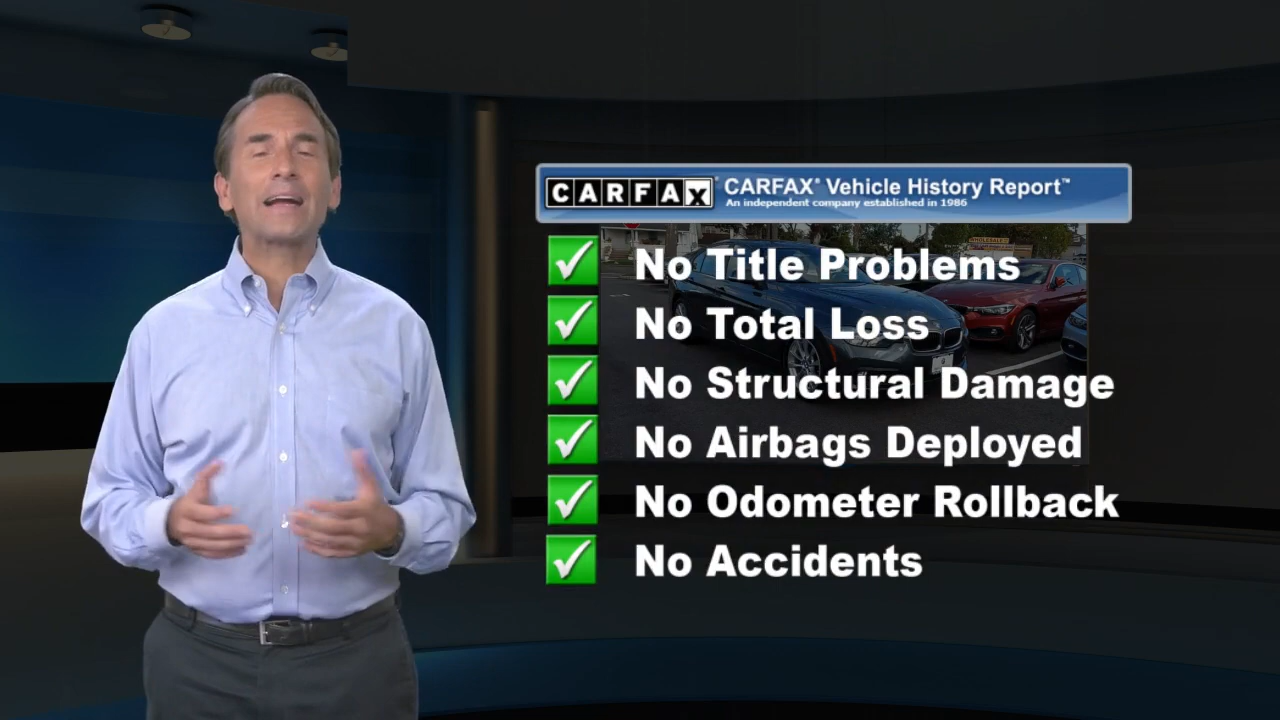 CARFAX
CARFAX® Vehicle History Report™
An independent company established in 1986
No Title Problems
No Total Loss
No Structural Damage
No Airbags Deployed
No Odometer Rollback
No Accidents